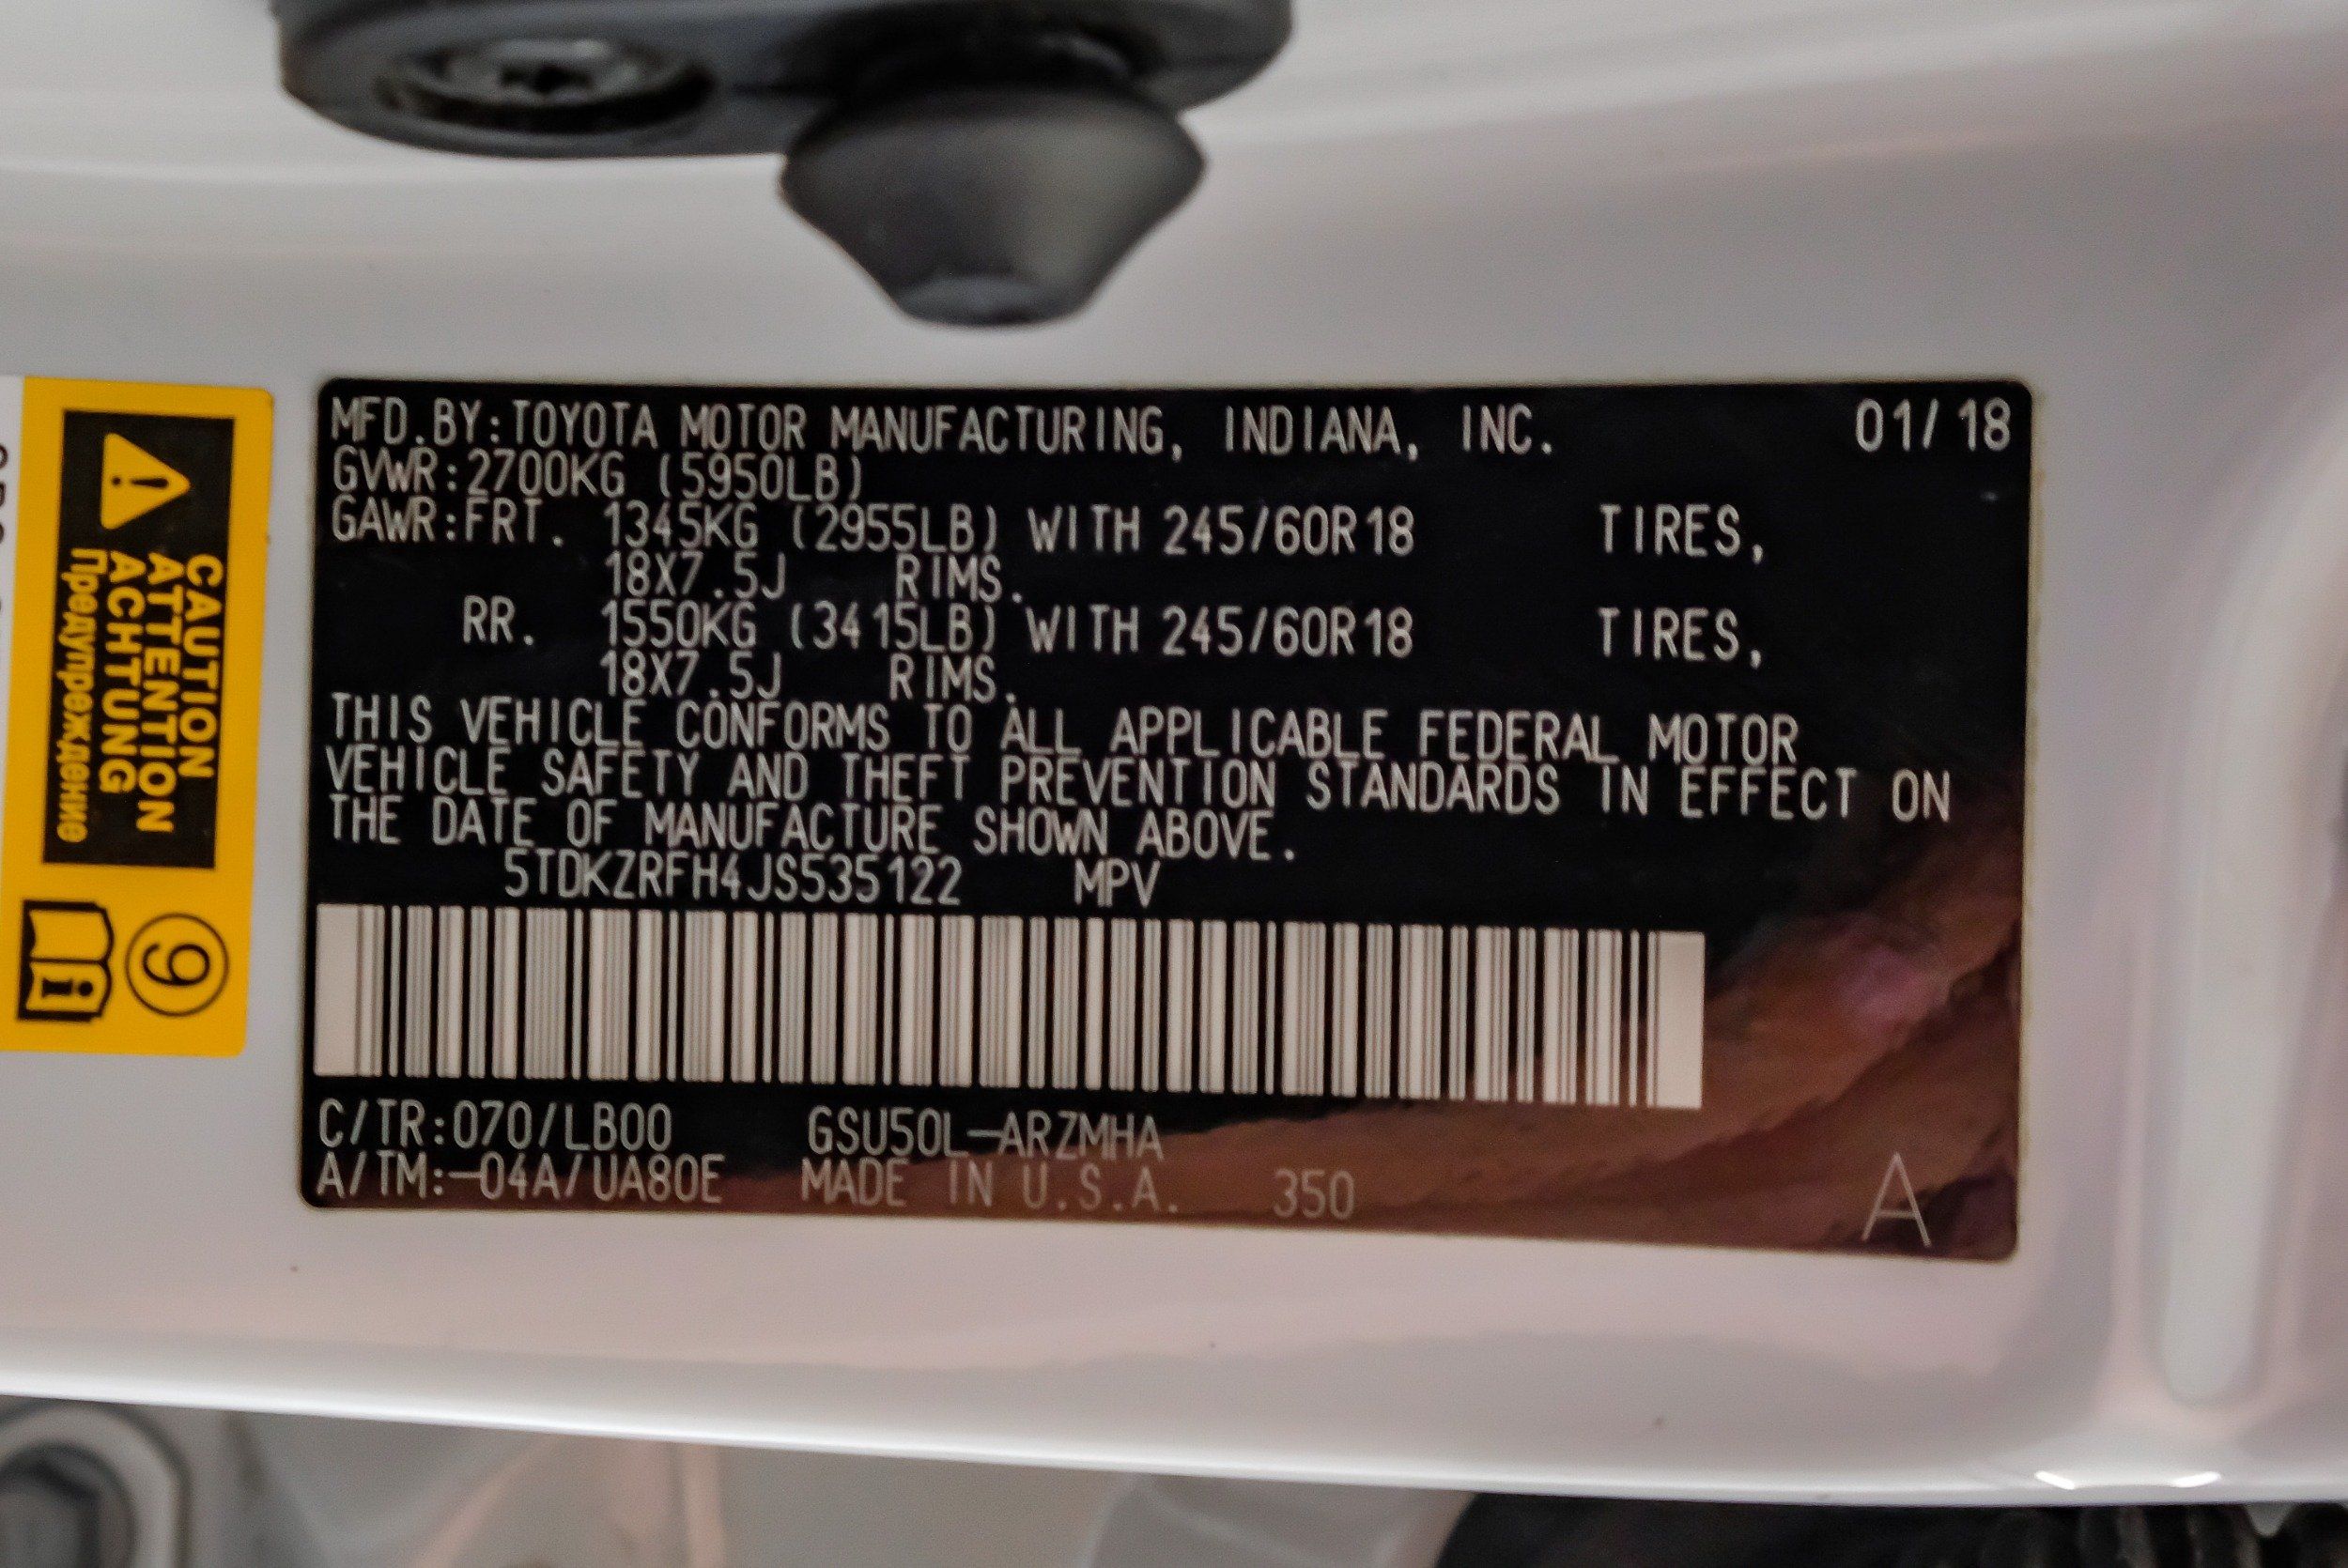 MFD.BY:TOYOTA MOTOR MANUFACTURING, INDIANA, INC. 01/18
GVWR:2700KG (5950LB)
GAWR:FRT. 1345KG (2955LB) WITH 245/60R18 TIRES,
18X7.5J RIMS.
RR. 1550KG (3415LB) WITH 245/60R18 TIRES,
18X7.5J RIMS.
THIS VEHICLE CONFORMS TO ALL APPLICABLE FEDERAL MOTOR
VEHICLE SAFETY AND THEFT PREVENTION STANDARDS IN EFFECT ON
THE DATE OF MANUFACTURE SHOWN ABOVE.
5TDKZRFH4JS535122 MPV
C/TR:070/LB00 GSU50L-ARZMHA
A/TM:-04A/UA80E MADE IN U.S.A. 350
A
CAUTION
ATTENTION
ACHTUNG
Предупреждение
9
i